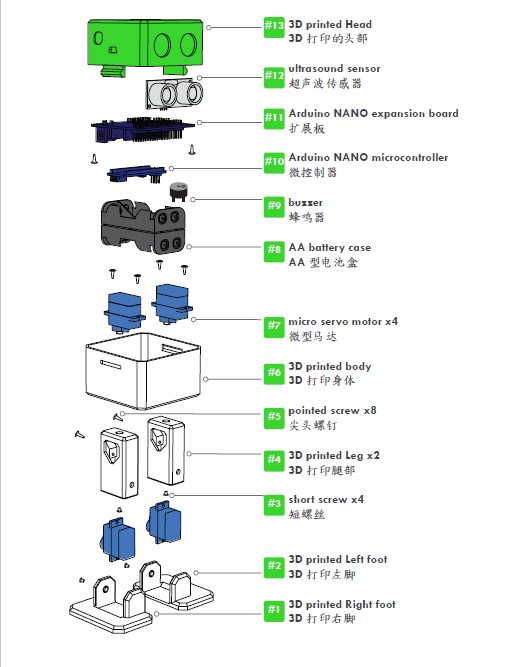 #13 3D printed Head
3D 打印的头部
#12 ultrasound sensor
超声波传感器
#11 Arduino NANO expansion board
扩展板
#10 Arduino NANO microcontroller
微控制器
#9 buzzer
蜂鸣器
#8 AA battery case
AA 型电池盒
#7 micro servo motor x4
微型马达
#6 3D printed body
3D 打印身体
#5 pointed screw x8
尖头螺钉
#4 3D printed Leg x2
3D 打印腿部
#3 short screw x4
短螺丝
#2 3D printed Left foot
3D 打印左脚
#1 3D printed Right foot
3D 打印右脚